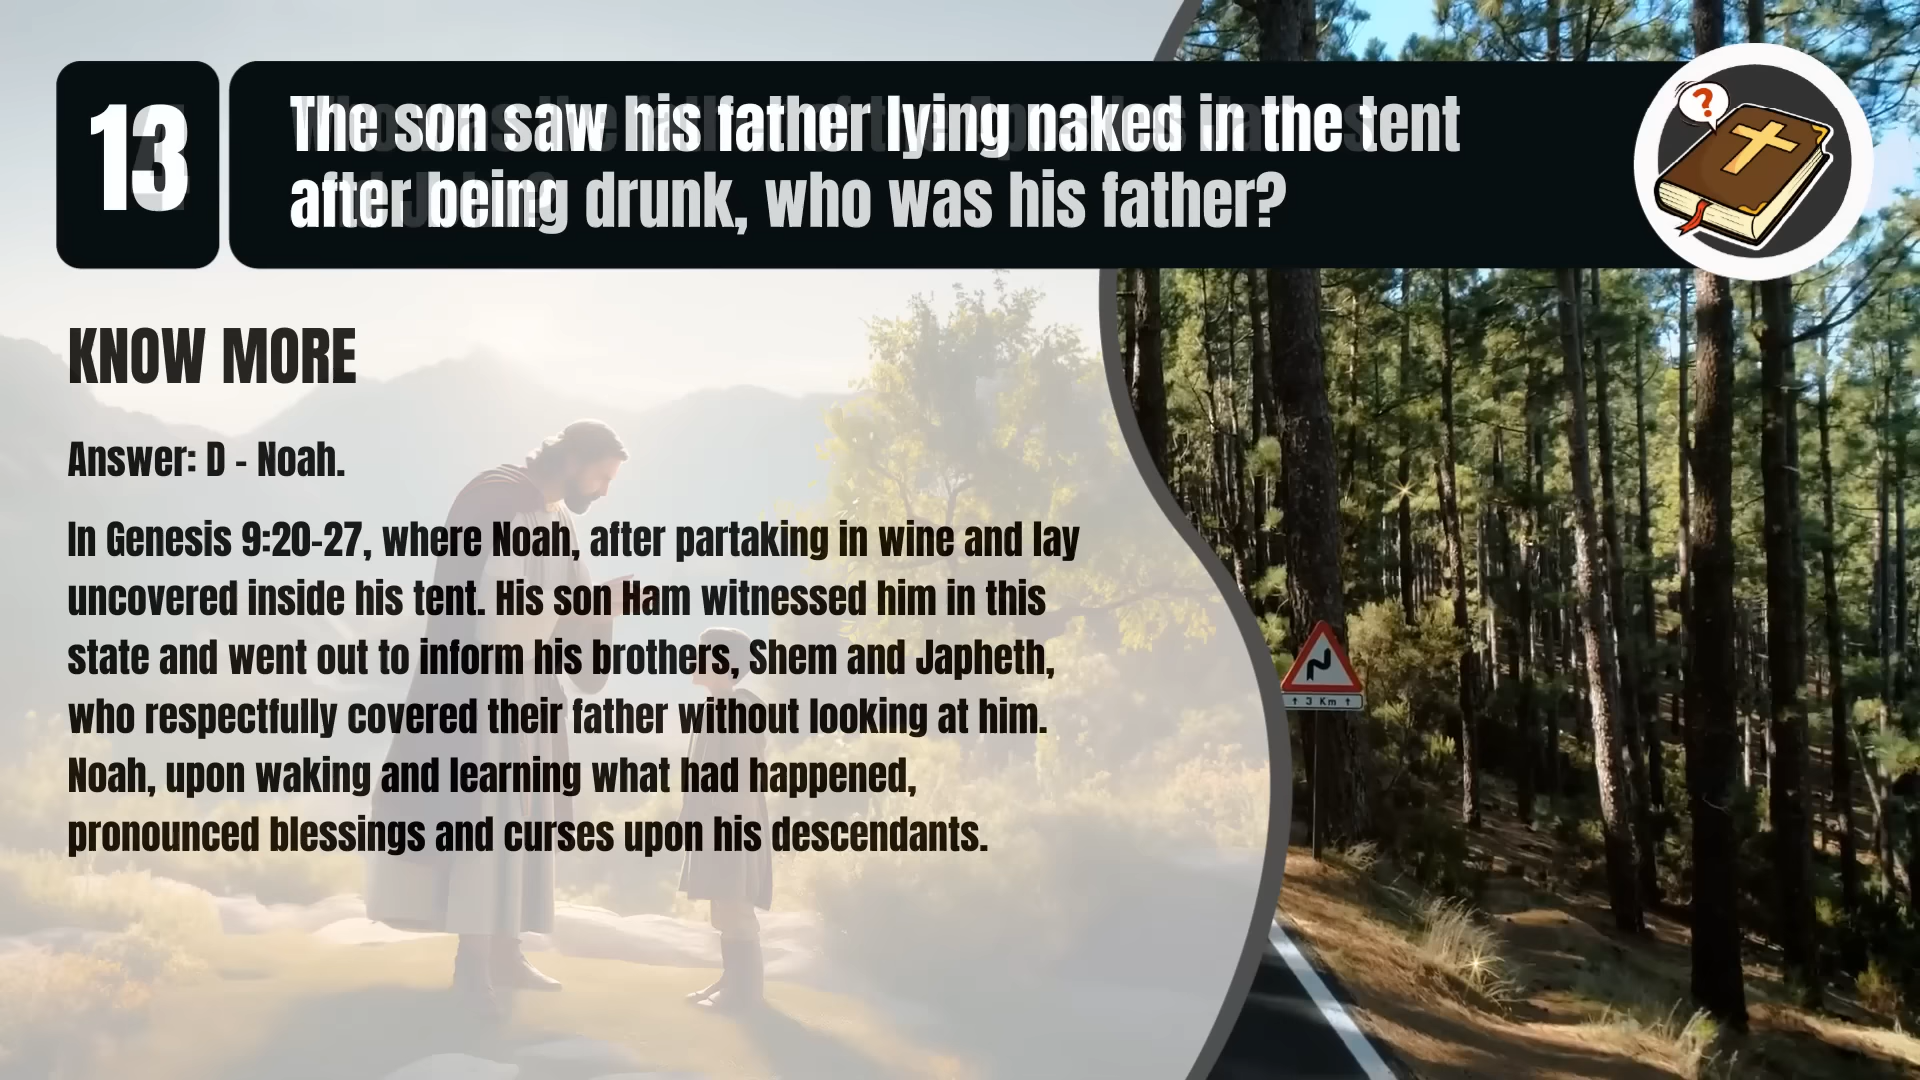 13
The son saw his father lying naked in the tent
after being drunk, who was his father?
?
KNOW MORE
Answer: D - Noah.
In Genesis 9:20-27, where Noah, after partaking in wine and lay
uncovered inside his tent. His son Ham witnessed him in this
state and went out to inform his brothers, Shem and Japheth,
who respectfully covered their father without looking at him.
Noah, upon waking and learning what had happened,
pronounced blessings and curses upon his descendants.
↑ 3 Km ↑